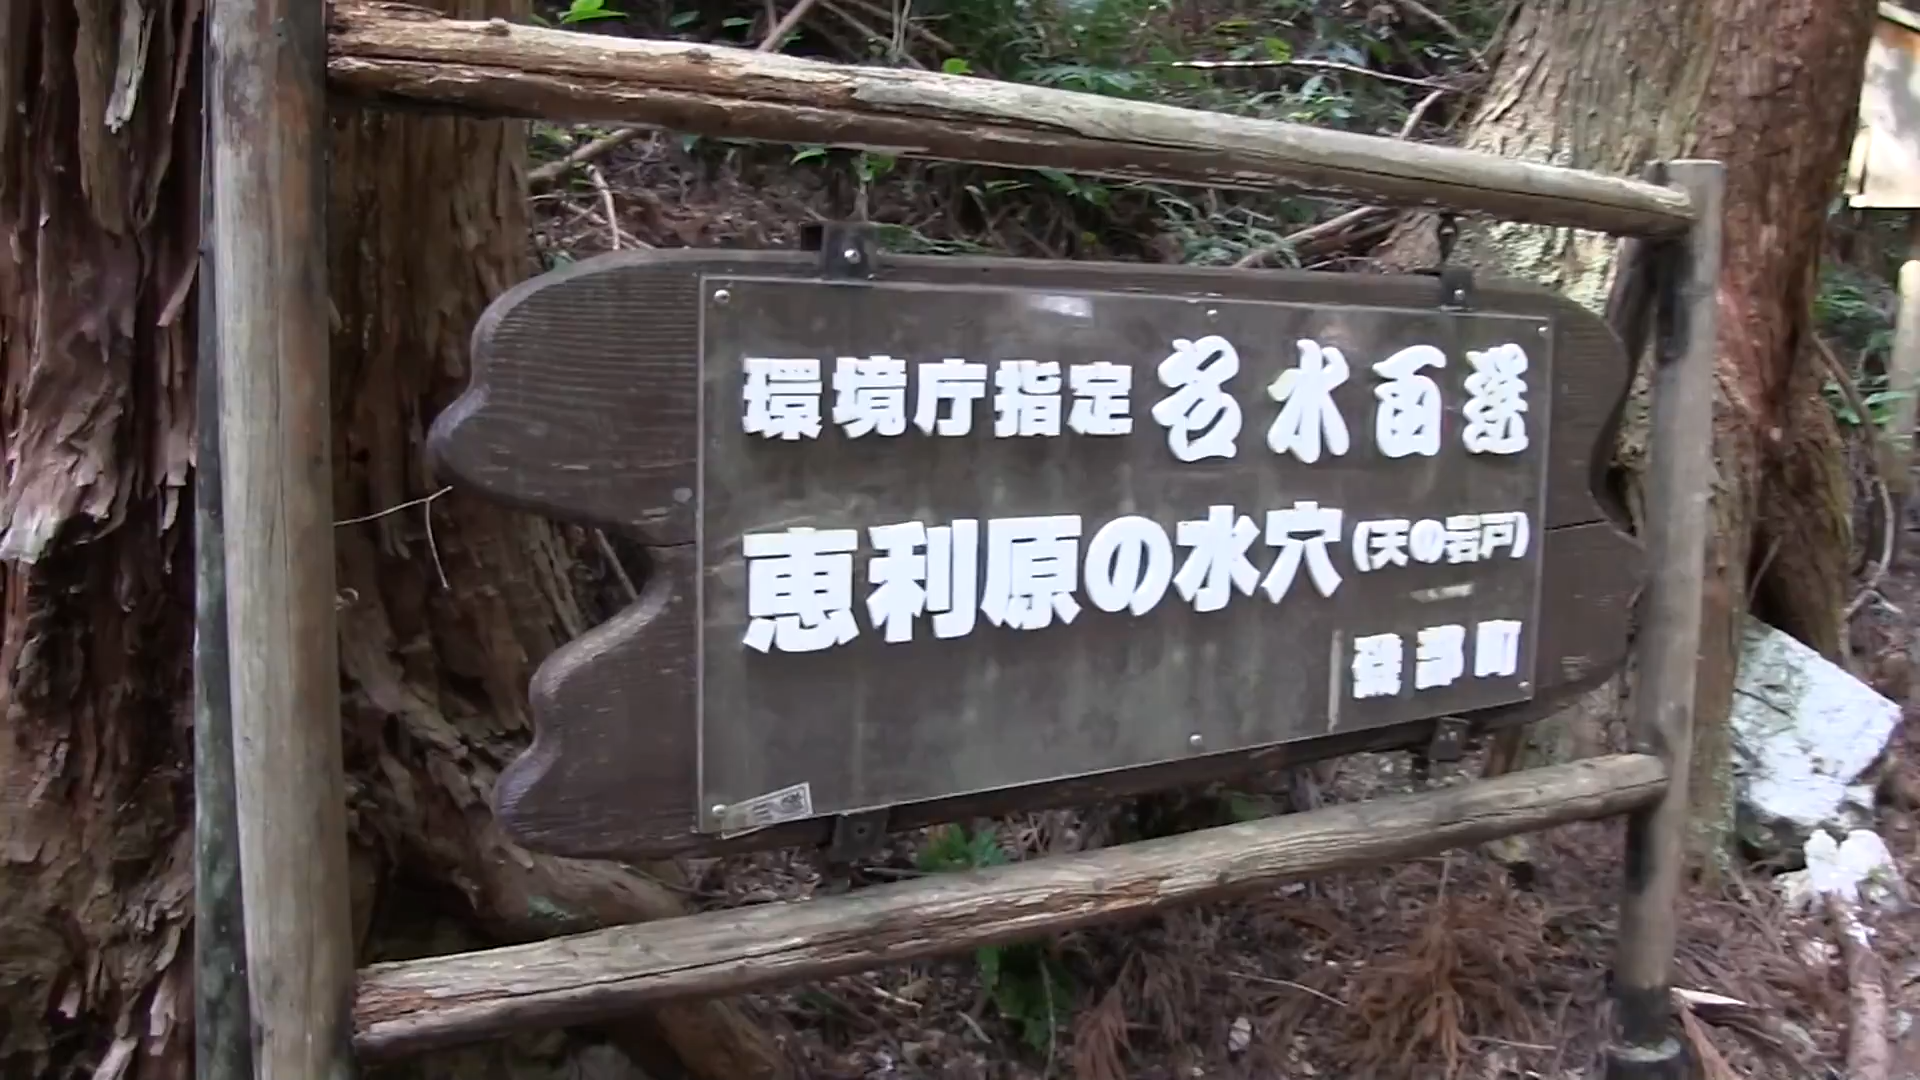 環境庁指定 名水百選
恵利原の水穴(天の岩戸)
磯部町